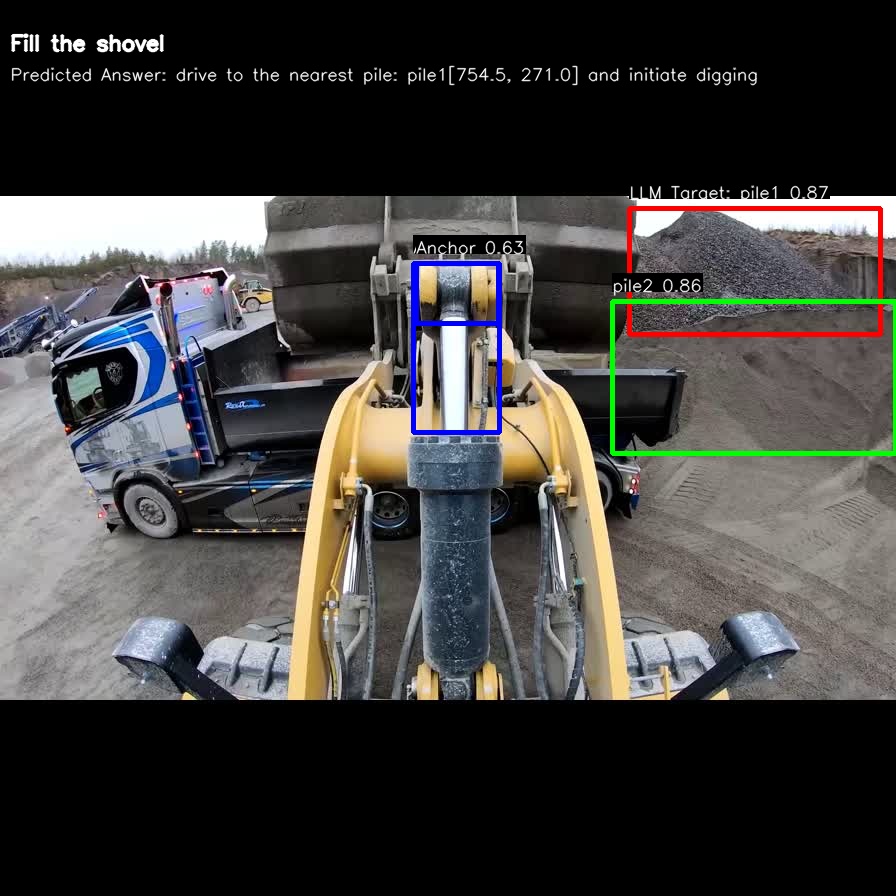 Fill the shovel
Predicted Answer: drive to the nearest pile: pile1[754.5, 271.0] and initiate digging
LLM Target: pile1 0.87
Anchor 0.63
pile2 0.86